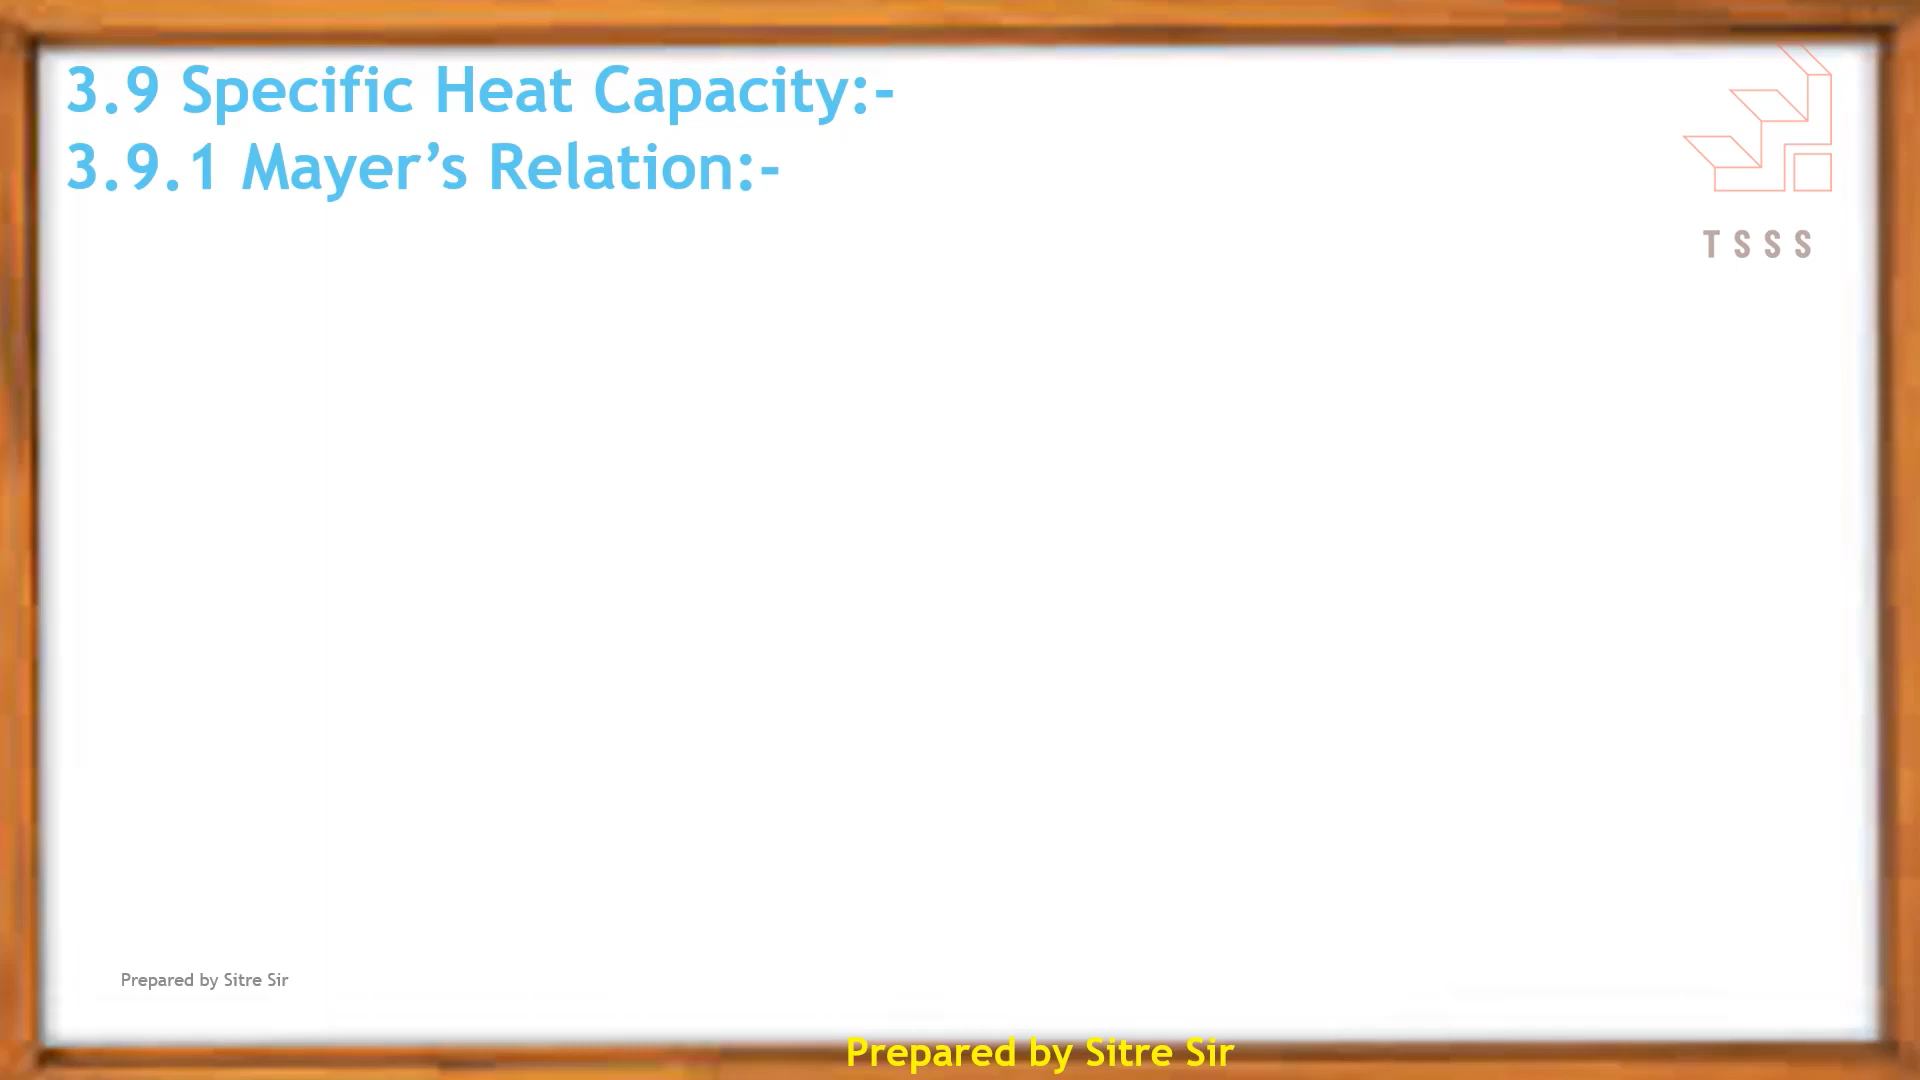 3.9 Specific Heat Capacity:-
3.9.1 Mayer’s Relation:-
TSSS
Prepared by Sitre Sir
Prepared by Sitre Sir